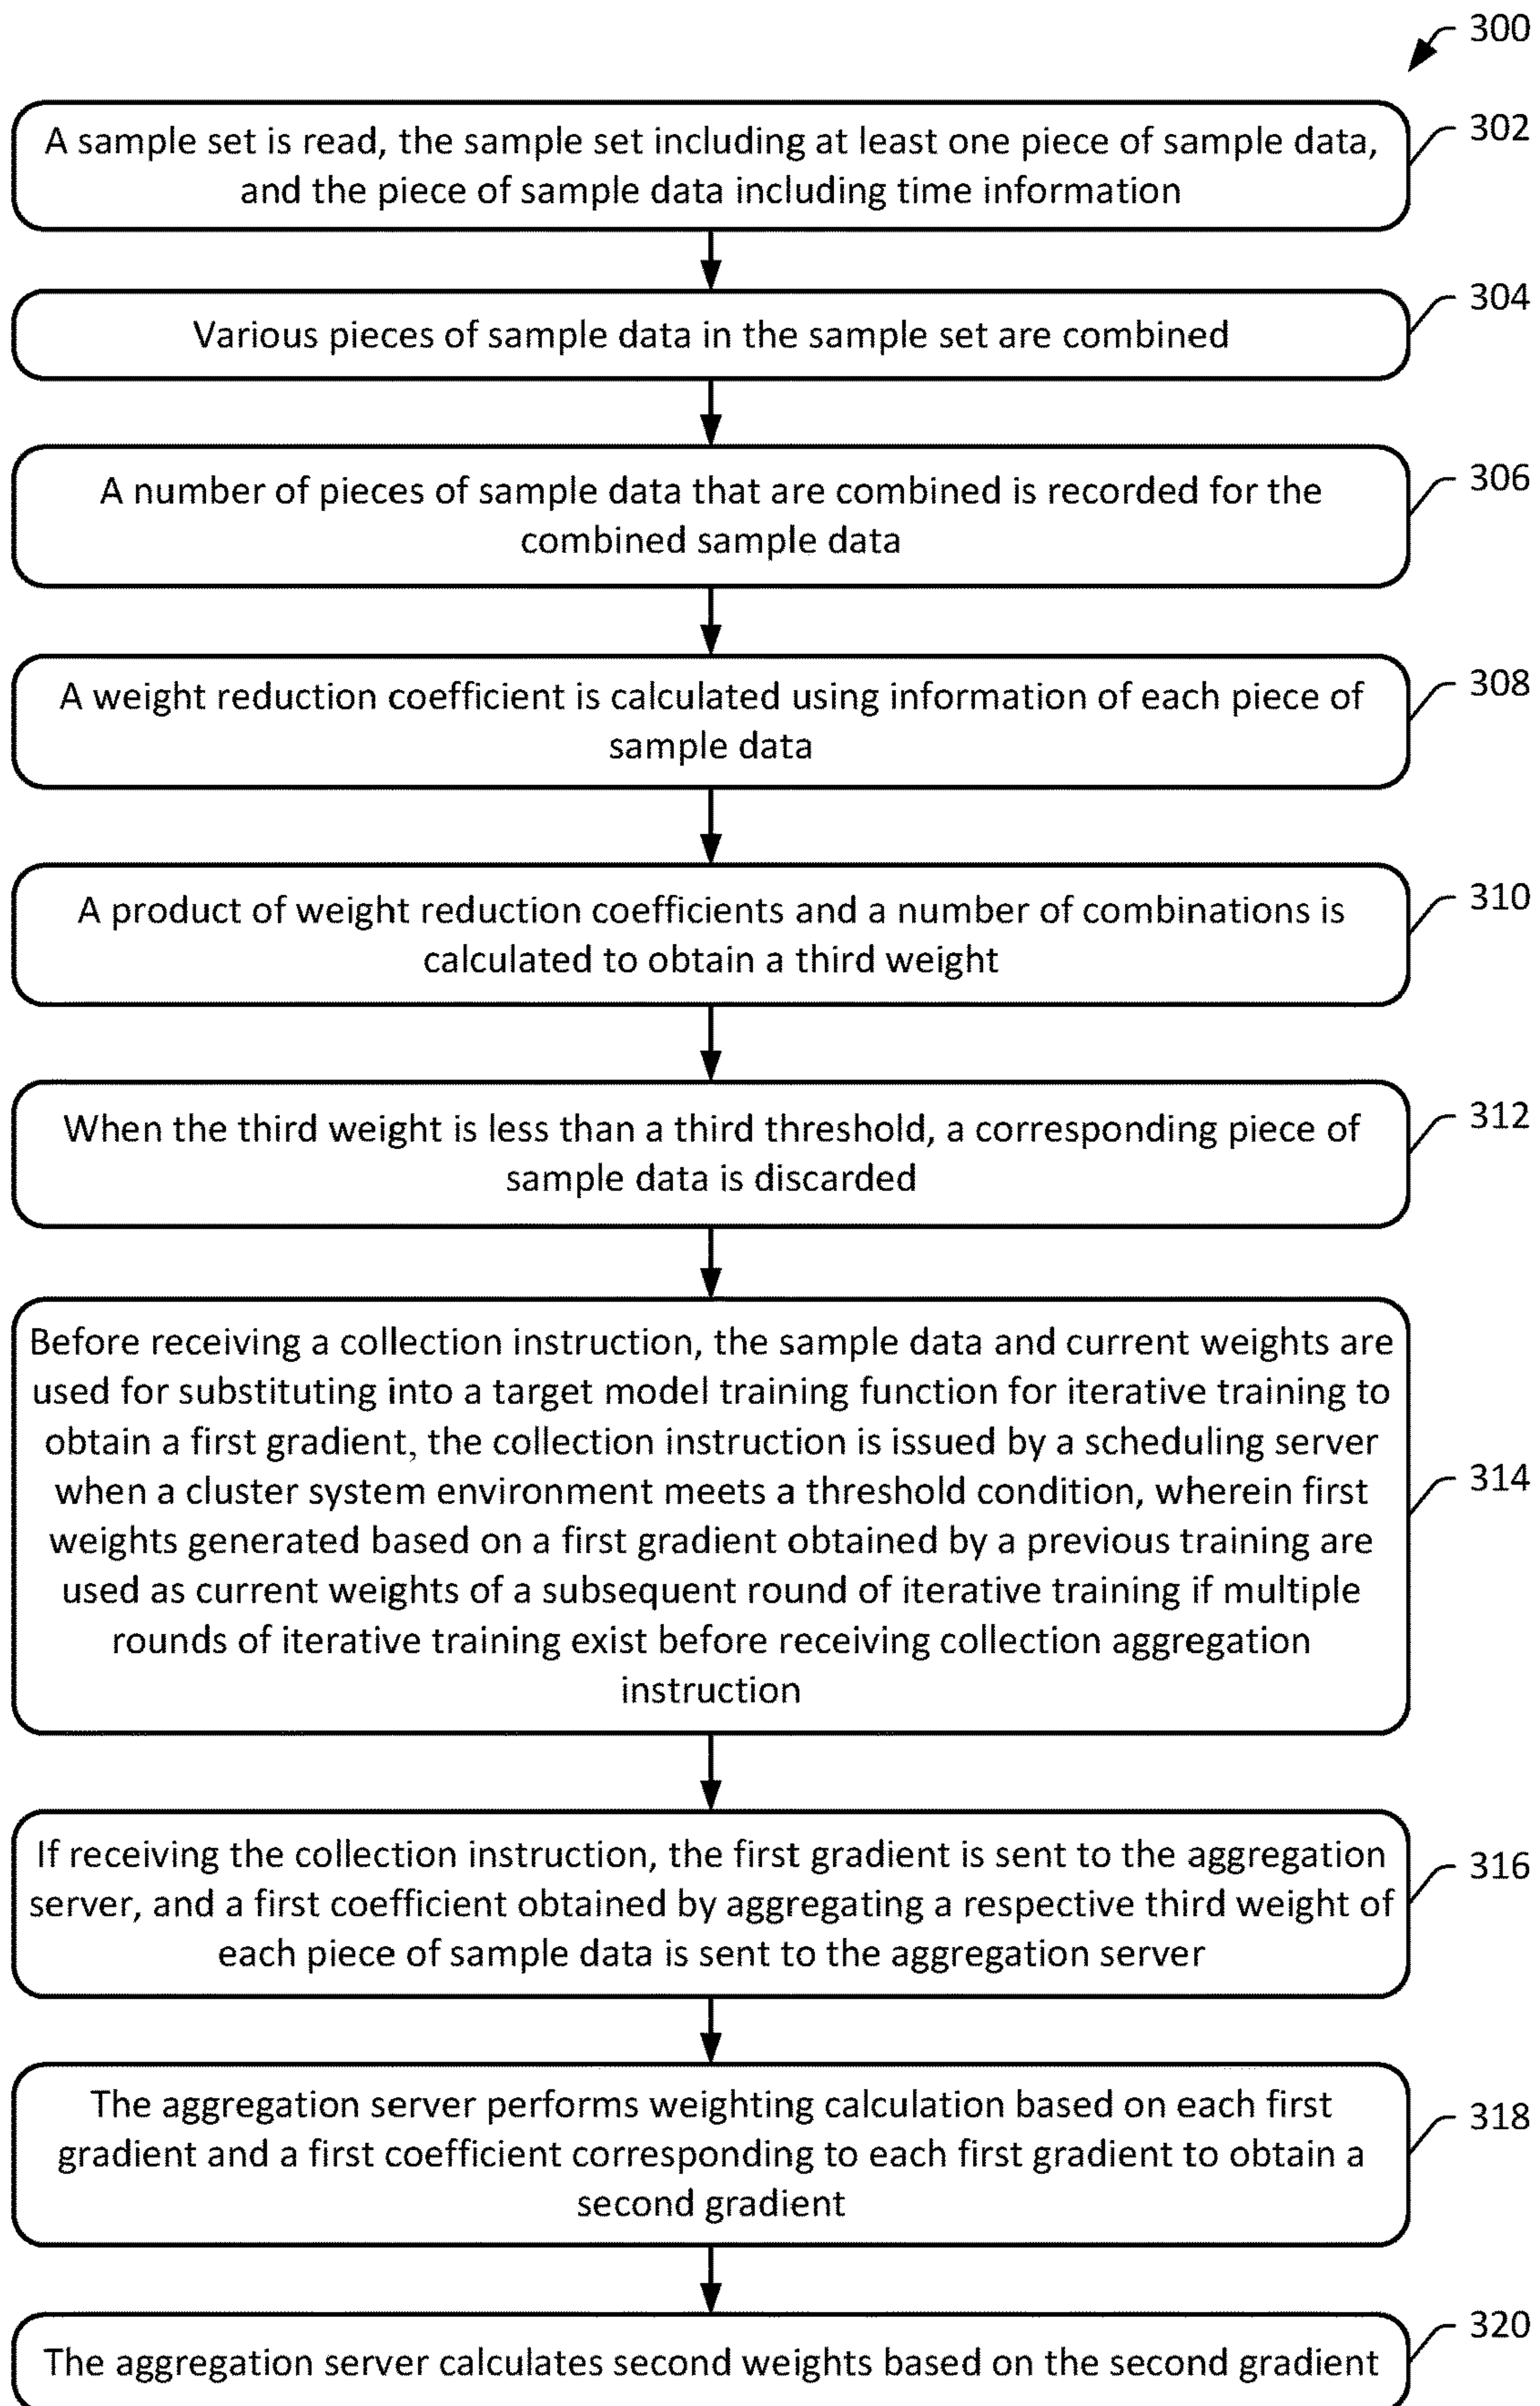 300
A sample set is read, the sample set including at least one piece of sample data,
and the piece of sample data including time information
302
Various pieces of sample data in the sample set are combined
304
A number of pieces of sample data that are combined is recorded for the
combined sample data
306
A weight reduction coefficient is calculated using information of each piece of
sample data
308
A product of weight reduction coefficients and a number of combinations is
calculated to obtain a third weight
310
When the third weight is less than a third threshold, a corresponding piece of
sample data is discarded
312
Before receiving a collection instruction, the sample data and current weights are
used for substituting into a target model training function for iterative training to
obtain a first gradient, the collection instruction is issued by a scheduling server
when a cluster system environment meets a threshold condition, wherein first
weights generated based on a first gradient obtained by a previous training are
used as current weights of a subsequent round of iterative training if multiple
rounds of iterative training exist before receiving collection aggregation
instruction
314
If receiving the collection instruction, the first gradient is sent to the aggregation
server, and a first coefficient obtained by aggregating a respective third weight of
each piece of sample data is sent to the aggregation server
316
The aggregation server performs weighting calculation based on each first
gradient and a first coefficient corresponding to each first gradient to obtain a
second gradient
318
The aggregation server calculates second weights based on the second gradient
320